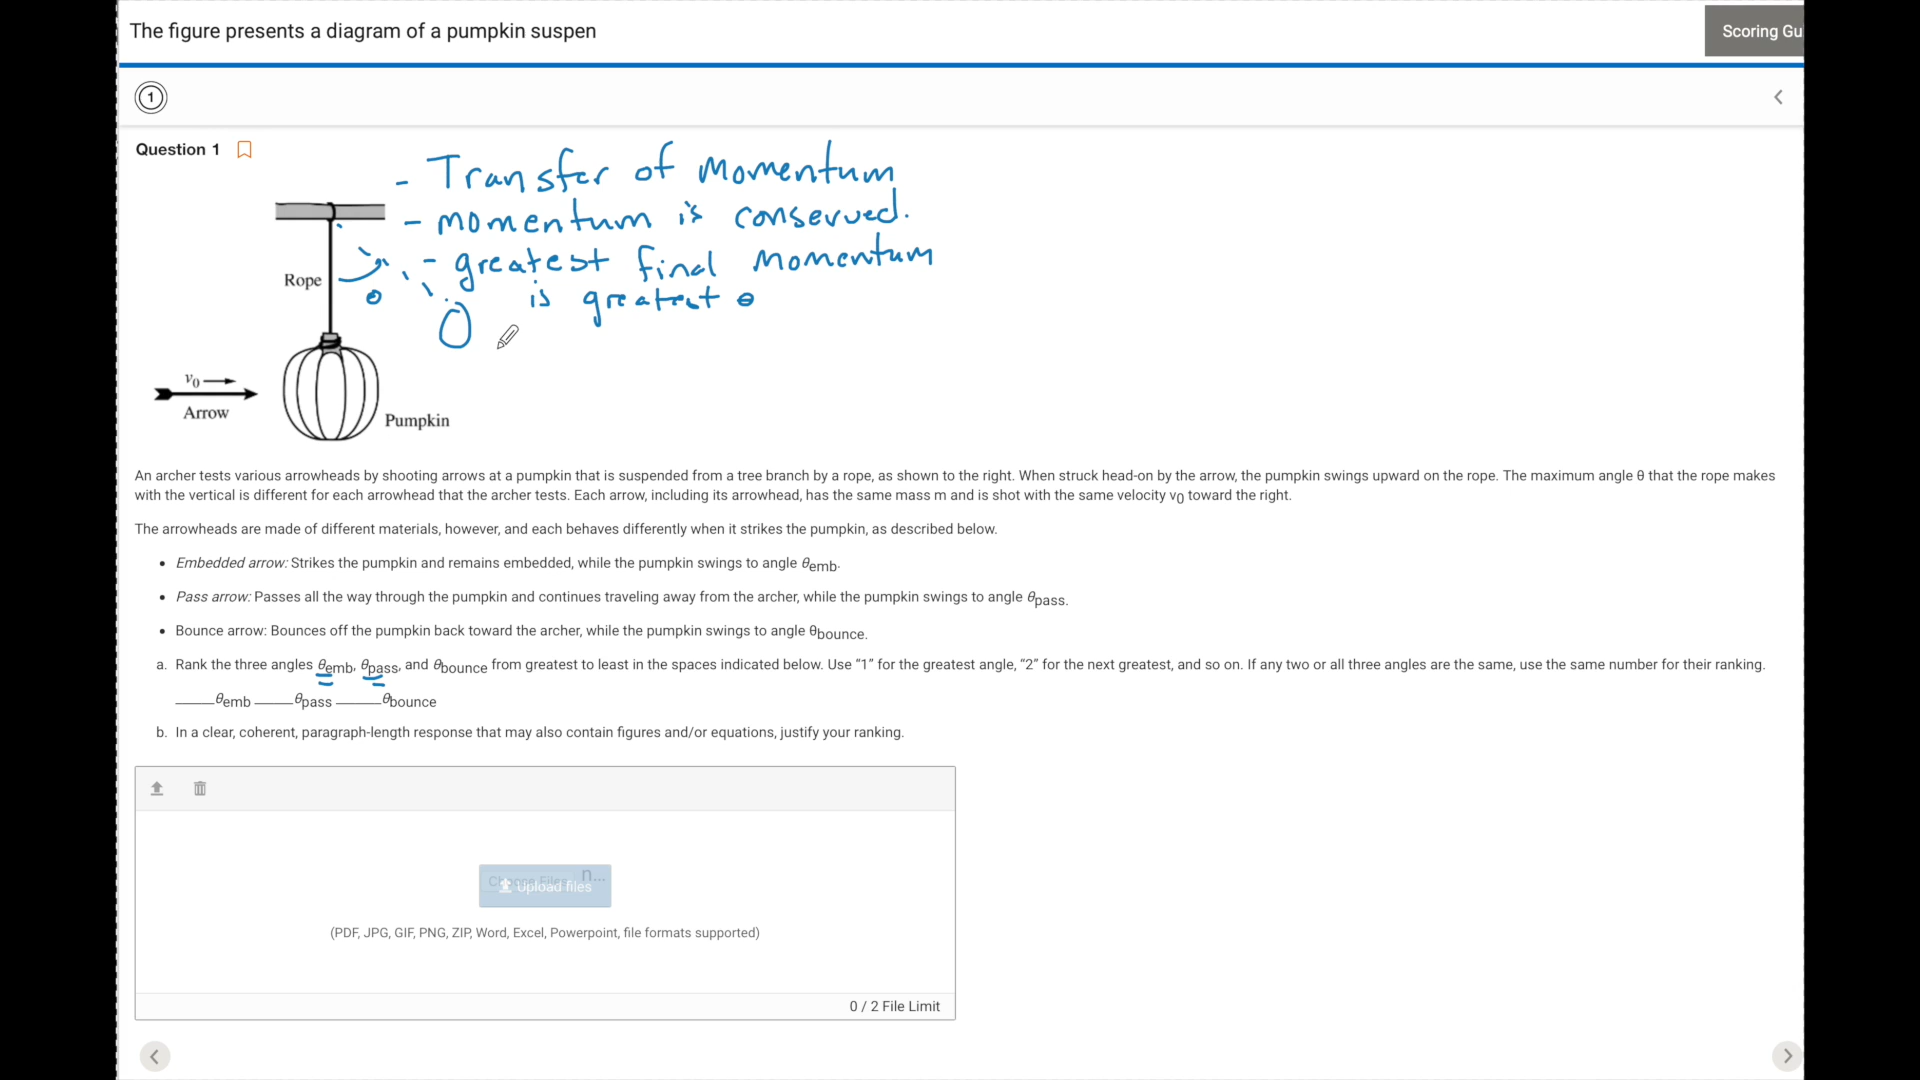 The figure presents a diagram of a pumpkin suspen
Scoring Gu
1
Question 1
- Transfer of Momentum
- momentum is conserved.
- greatest final momentum
is greatest θ
Rope
θ
v0
Arrow
Pumpkin
An archer tests various arrowheads by shooting arrows at a pumpkin that is suspended from a tree branch by a rope, as shown to the right. When struck head-on by the arrow, the pumpkin swings upward on the rope. The maximum angle θ that the rope makes
with the vertical is different for each arrowhead that the archer tests. Each arrow, including its arrowhead, has the same mass m and is shot with the same velocity v0 toward the right.
The arrowheads are made of different materials, however, and each behaves differently when it strikes the pumpkin, as described below.
• Embedded arrow: Strikes the pumpkin and remains embedded, while the pumpkin swings to angle θemb.
• Pass arrow: Passes all the way through the pumpkin and continues traveling away from the archer, while the pumpkin swings to angle θpass.
• Bounce arrow: Bounces off the pumpkin back toward the archer, while the pumpkin swings to angle θbounce.
a. Rank the three angles θemb, θpass, and θbounce from greatest to least in the spaces indicated below. Use “1” for the greatest angle, “2” for the next greatest, and so on. If any two or all three angles are the same, use the same number for their ranking.
_____θemb _____θpass ______θbounce
b. In a clear, coherent, paragraph-length response that may also contain figures and/or equations, justify your ranking.
Upload files
(PDF, JPG, GIF, PNG, ZIP, Word, Excel, Powerpoint, file formats supported)
0 / 2 File Limit